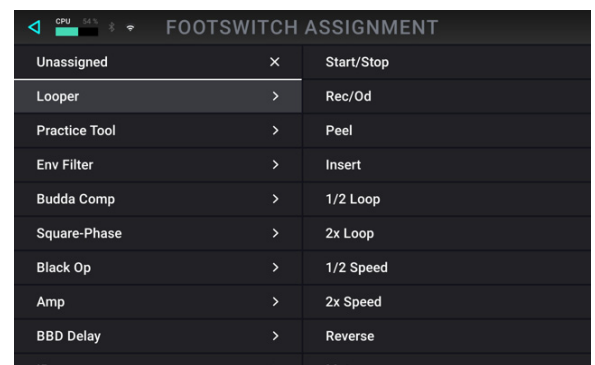 CPU 54 %
FOOTSWITCH ASSIGNMENT
Unassigned
Start/Stop
Looper
Rec/Od
Practice Tool
Peel
Env Filter
Insert
Budda Comp
1/2 Loop
Square-Phase
2x Loop
Black Op
1/2 Speed
Amp
2x Speed
BBD Delay
Reverse